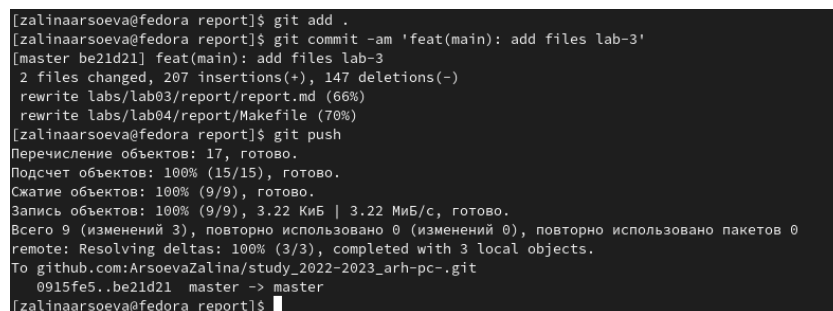 [zalinaarsoeva@fedora report]$ git add .
[zalinaarsoeva@fedora report]$ git commit -am 'feat(main): add files lab-3'
[master be21d21] feat(main): add files lab-3
 2 files changed, 207 insertions(+), 147 deletions(-)
 rewrite labs/lab03/report/report.md (66%)
 rewrite labs/lab04/report/Makefile (70%)
[zalinaarsoeva@fedora report]$ git push
Перечисление объектов: 17, готово.
Подсчет объектов: 100% (15/15), готово.
Сжатие объектов: 100% (9/9), готово.
Запись объектов: 100% (9/9), 3.22 КиБ | 3.22 МиБ/с, готово.
Всего 9 (изменений 3), повторно использовано 0 (изменений 0), повторно использовано пакетов 0
remote: Resolving deltas: 100% (3/3), completed with 3 local objects.
To github.com:ArsoevaZalina/study_2022-2023_arh-pc-.git
   0915fe5..be21d21  master -> master
[zalinaarsoeva@fedora report]$